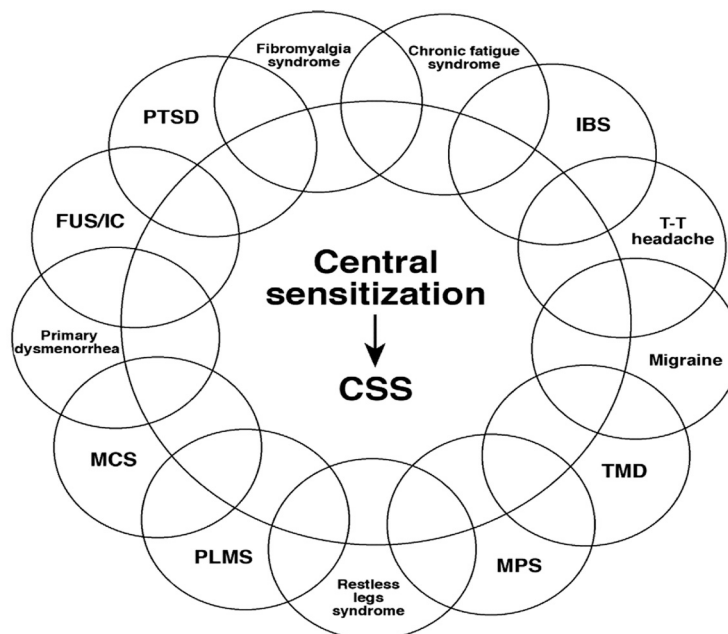 Fibromyalgia
syndrome
Chronic fatigue
syndrome
PTSD
IBS
FUS/IC
T-T
headache
Central
sensitization
CSS
Primary
dysmenorrhea
Migraine
MCS
TMD
PLMS
MPS
Restless
legs
syndrome